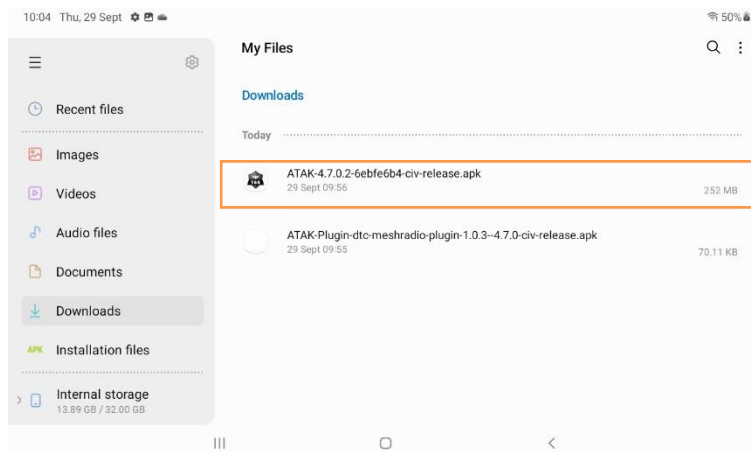 10:04 Thu, 29 Sept
50%
My Files
Downloads
Recent files
Today
Images
ATAK-4.7.0.2-6ebfe6b4-civ-release.apk
29 Sept 09:56
252 MB
Videos
Audio files
ATAK-Plugin-dtc-meshradio-plugin-1.0.3--4.7.0-civ-release.apk
29 Sept 09:55
70.11 KB
Documents
Downloads
APK Installation files
Internal storage
13.89 GB / 32.00 GB